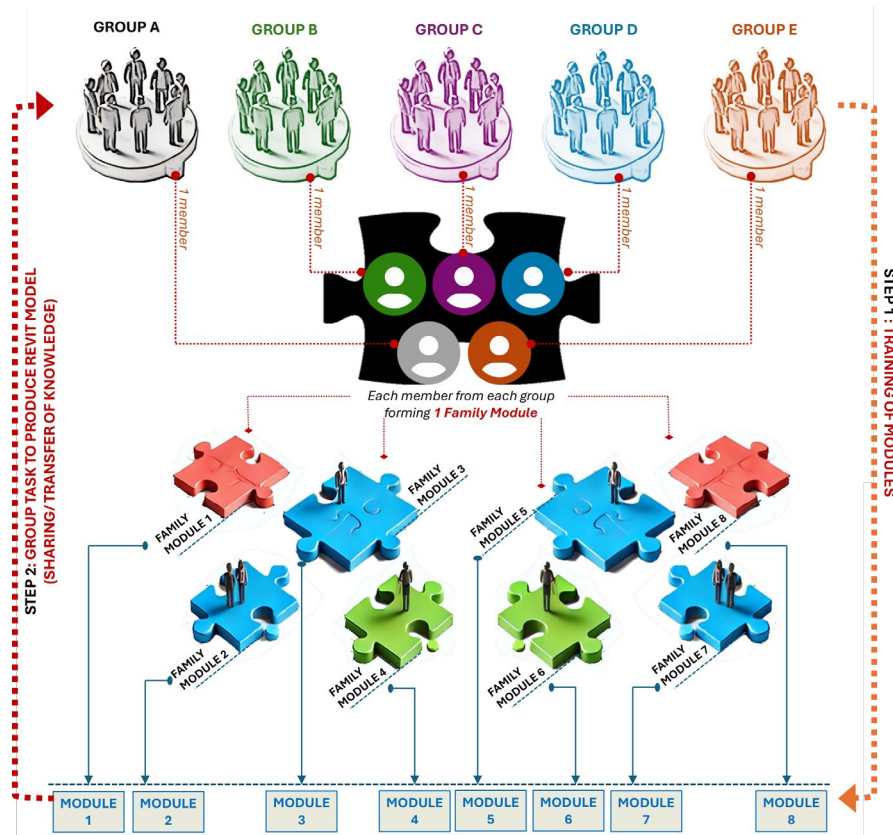 GROUP A
GROUP B
GROUP C
GROUP D
GROUP E
1 member
1 member
1 member
1 member
1 member
Each member from each group
forming 1 Family Module
STEP 2: GROUP TASK TO PRODUCE REVIT MODEL
(SHARING/ TRANSFER OF KNOWLEDGE)
STEP 1 : TRAINING OF MODULES
FAMILY
MODULE 1
FAMILY
MODULE 3
FAMILY
MODULE 5
FAMILY
MODULE 8
FAMILY
MODULE 2
FAMILY
MODULE 4
FAMILY
MODULE 6
FAMILY
MODULE 7
MODULE
1
MODULE
2
MODULE
3
MODULE
4
MODULE
5
MODULE
6
MODULE
7
MODULE
8